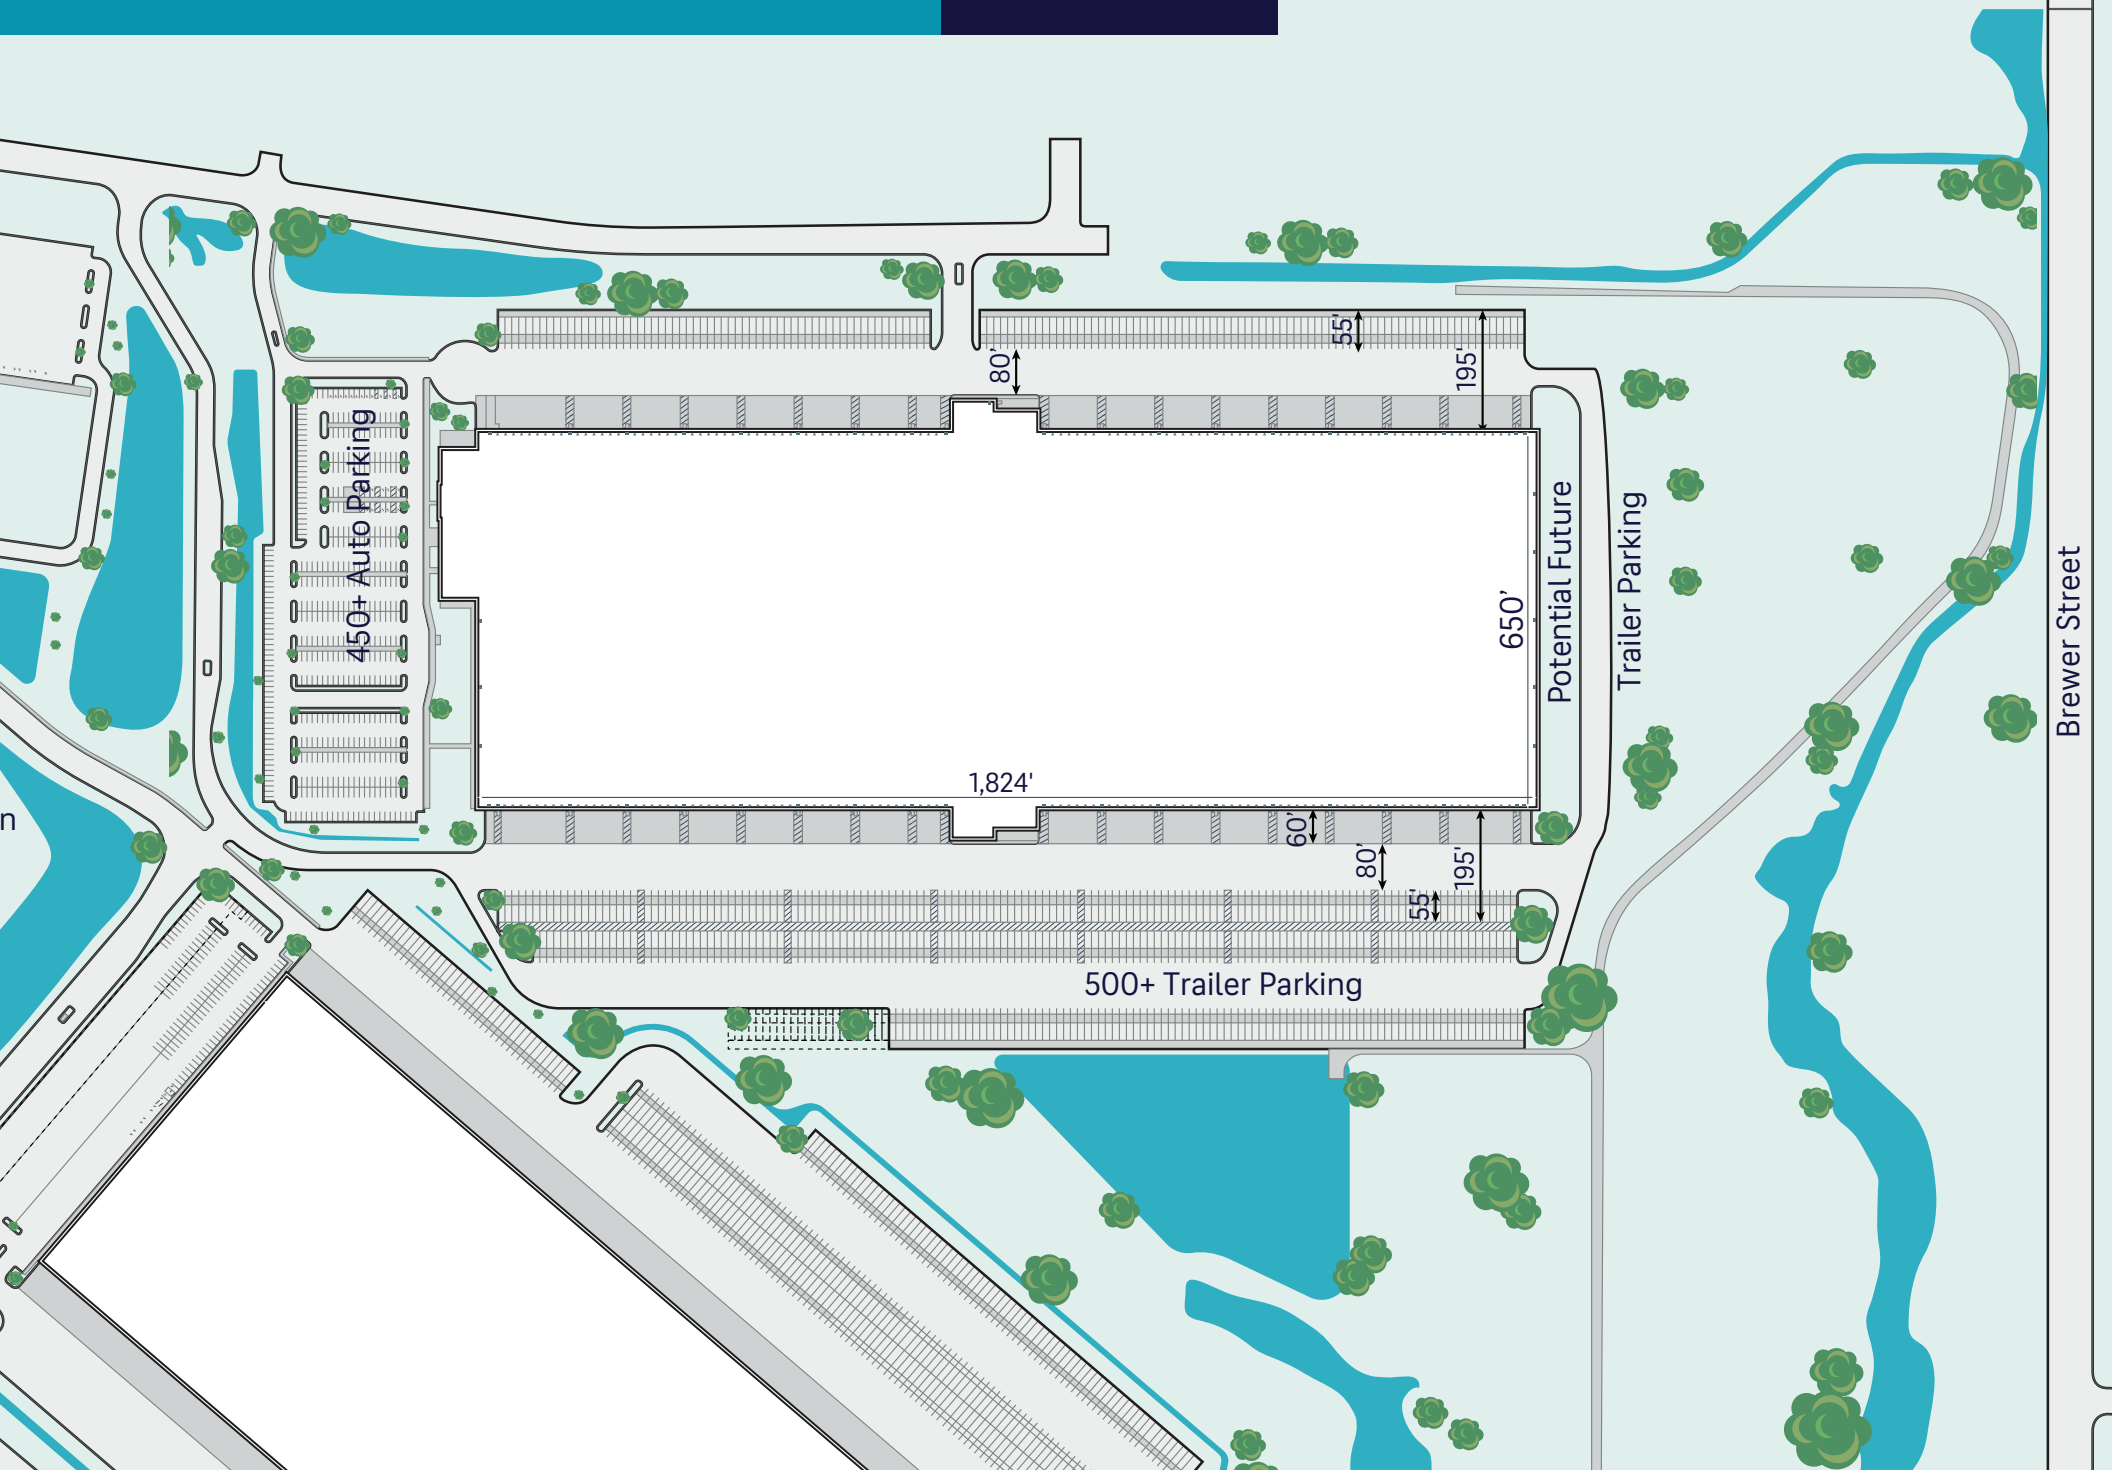 55'
80'
195'
450+ Auto Parking
650'
Potential Future
Trailer Parking
Brewer Street
1,824'
n
60'
80'
55'
195'
500+ Trailer Parking